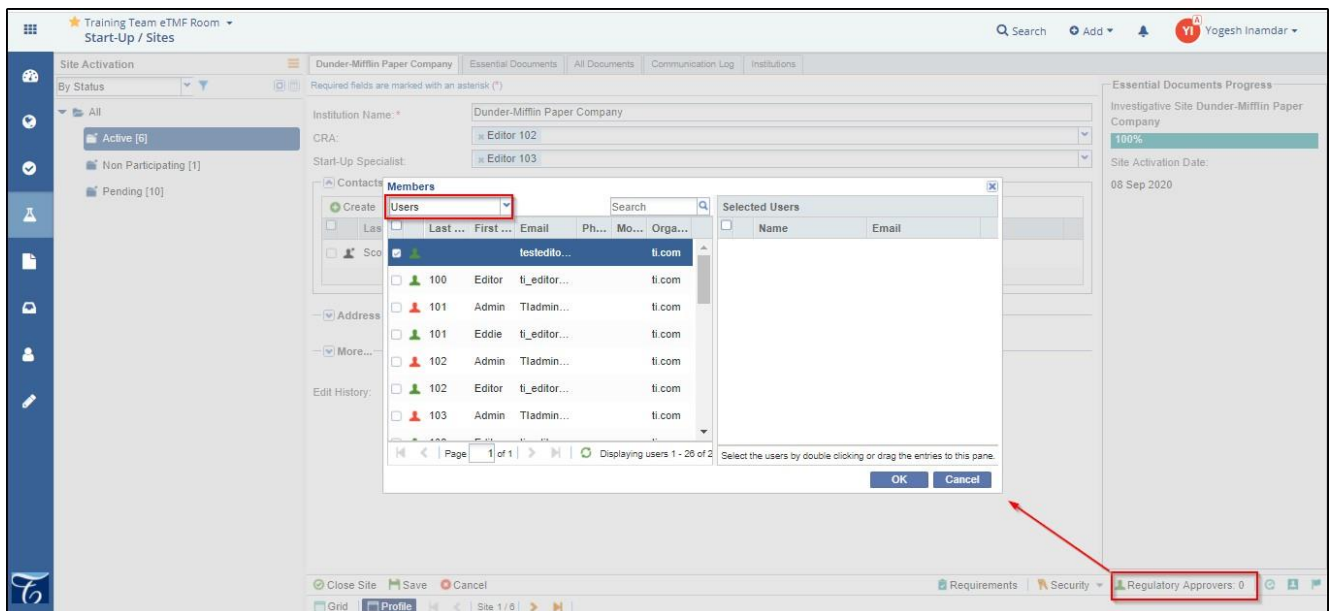 Training Team eTMF Room
Start-Up / Sites
Search
Add
A
YI
Yogesh Inamdar
Site Activation
By Status
All
Active [6]
Non Participating [1]
Pending [10]
Dunder-Mifflin Paper Company
Essential Documents
All Documents
Communication Log
Institutions
Required fields are marked with an asterisk (*)
Institution Name: *
Dunder-Mifflin Paper Company
CRA:
Editor 102
Start-Up Specialist:
Editor 103
Contacts
Create
Las
Sco
Address
More...
Edit History:
Members
Users
Search
Last ... First ... Email Ph... Mo... Orga...
testedito... ti.com
100 Editor ti_editor... ti.com
101 Admin TIadmin... ti.com
101 Eddie ti_editor... ti.com
102 Admin TIadmin... ti.com
102 Editor ti_editor... ti.com
103 Admin TIadmin... ti.com
Page 1 of 1
Displaying users 1 - 26 of 2
Selected Users
Name Email
Select the users by double clicking or drag the entries to this pane.
OK
Cancel
Essential Documents Progress
Investigative Site Dunder-Mifflin Paper
Company
100%
Site Activation Date:
08 Sep 2020
Close Site
Save
Cancel
Requirements
Security
Regulatory Approvers: 0
Grid
Profile
Site 1 / 6